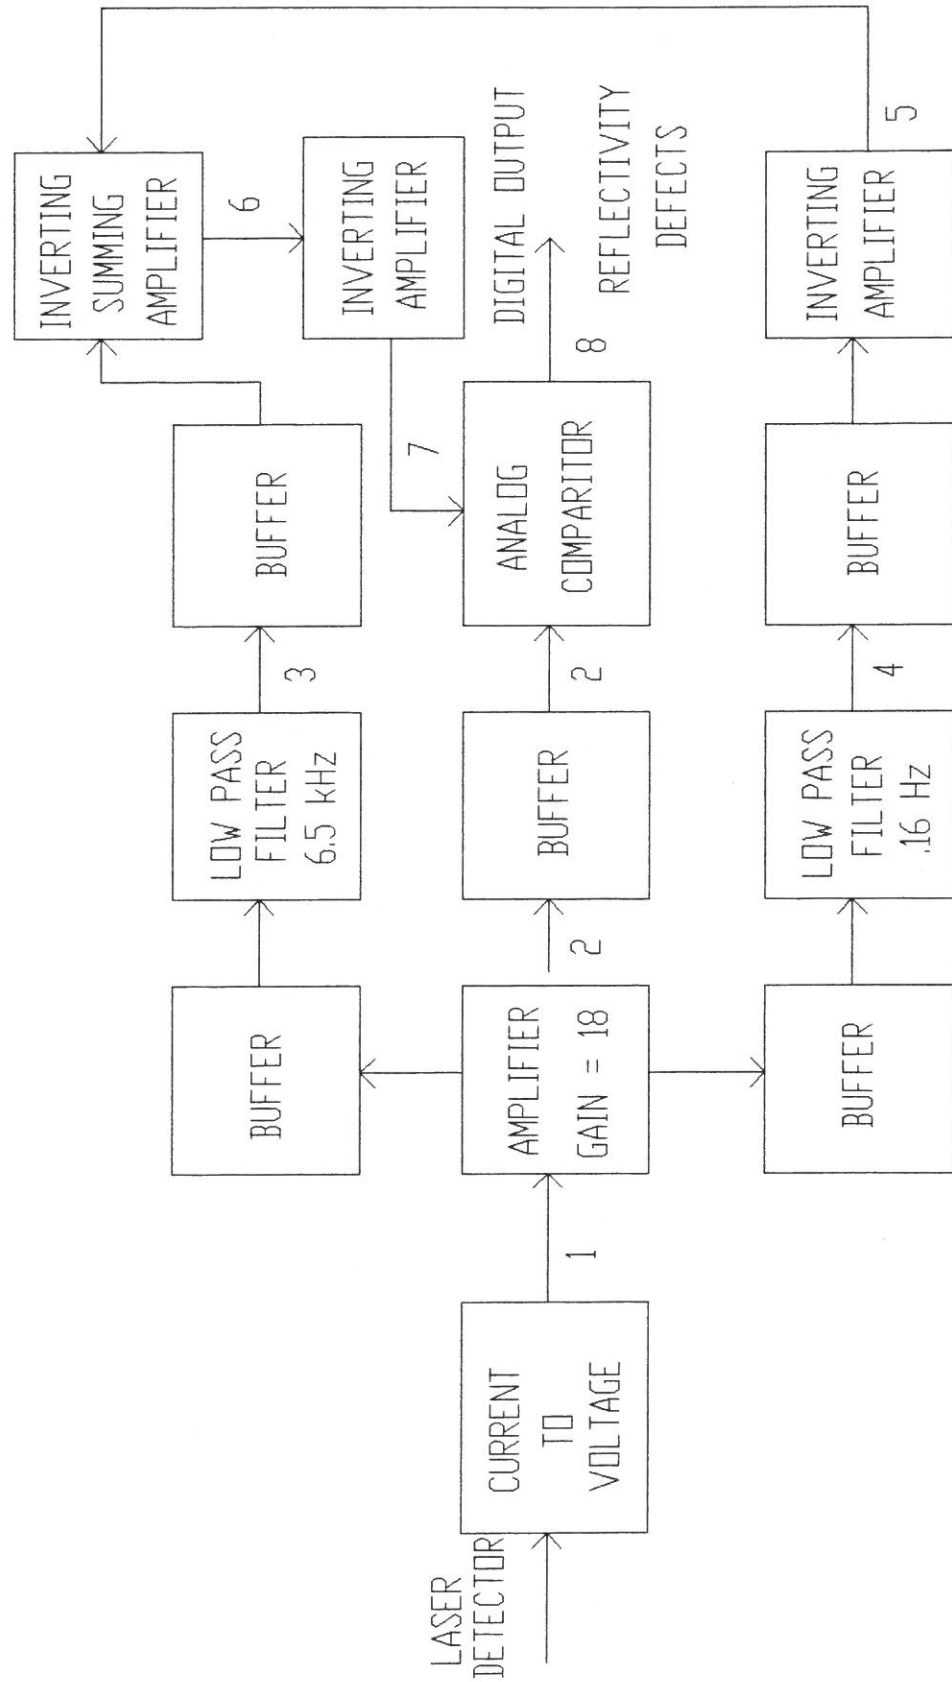 LASER
DETECTOR
CURRENT
TO
VOLTAGE
1
AMPLIFIER
GAIN = 18
BUFFER
LOW PASS
FILTER
6.5 kHz
3
BUFFER
INVERTING
SUMMING
AMPLIFIER
6
INVERTING
AMPLIFIER
7
2
BUFFER
2
ANALOG
COMPARITOR
8
DIGITAL OUTPUT
REFLECTIVITY
DEFECTS
BUFFER
LOW PASS
FILTER
.16 Hz
4
BUFFER
INVERTING
AMPLIFIER
5